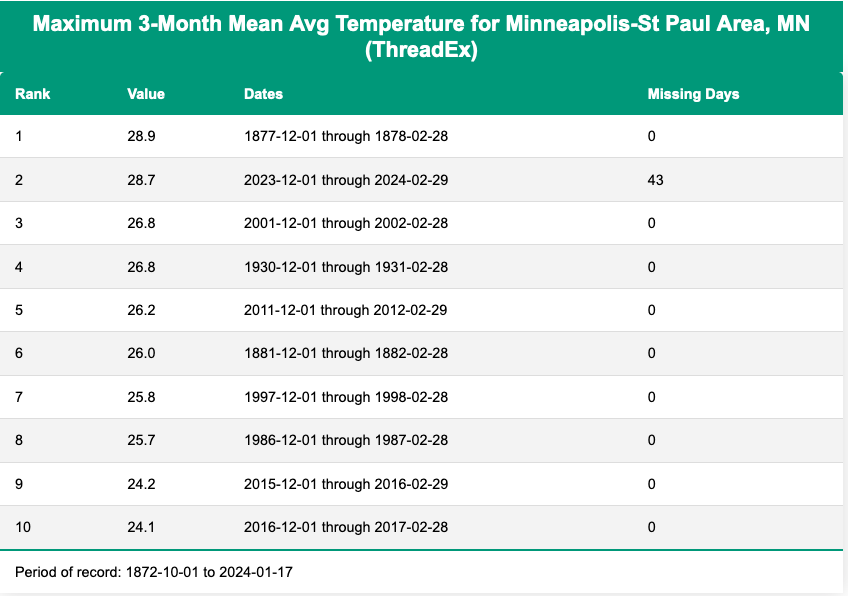 Maximum 3-Month Mean Avg Temperature for Minneapolis-St Paul Area, MN
(ThreadEx)
Rank Value Dates Missing Days
1 28.9 1877-12-01 through 1878-02-28 0
2 28.7 2023-12-01 through 2024-02-29 43
3 26.8 2001-12-01 through 2002-02-28 0
4 26.8 1930-12-01 through 1931-02-28 0
5 26.2 2011-12-01 through 2012-02-29 0
6 26.0 1881-12-01 through 1882-02-28 0
7 25.8 1997-12-01 through 1998-02-28 0
8 25.7 1986-12-01 through 1987-02-28 0
9 24.2 2015-12-01 through 2016-02-29 0
10 24.1 2016-12-01 through 2017-02-28 0
Period of record: 1872-10-01 to 2024-01-17